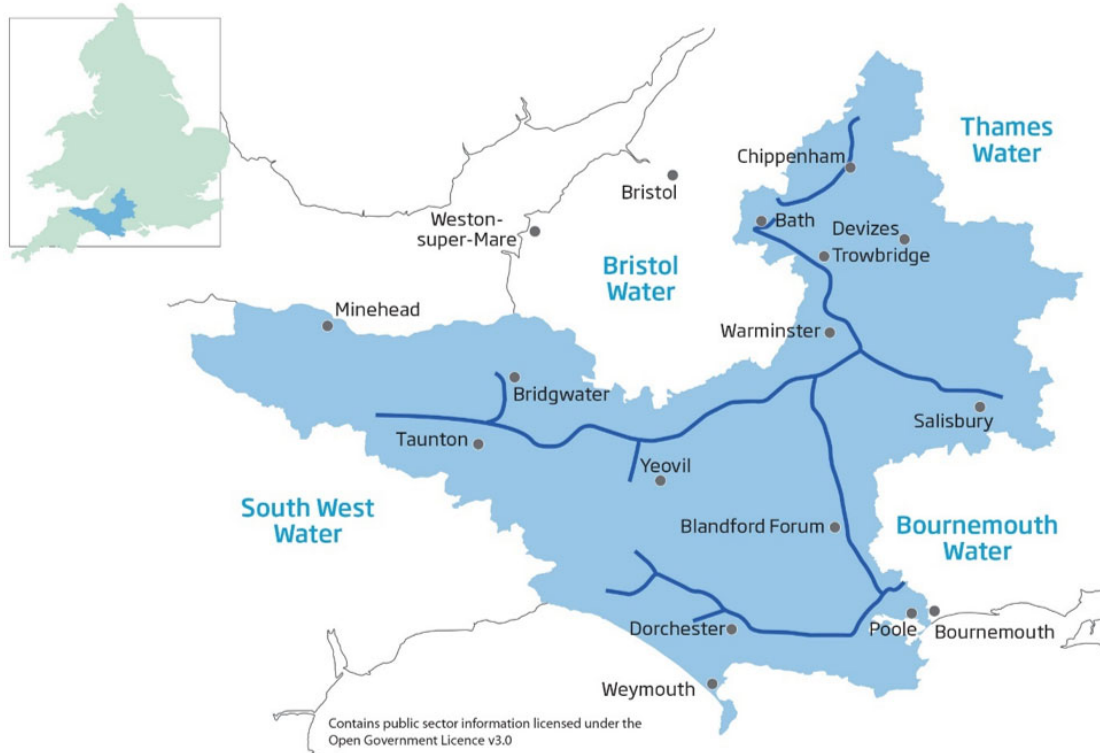 Thames
Water
Chippenham
Bristol
Weston-
super-Mare
Bath
Devizes
Trowbridge
Bristol
Water
Minehead
Warminster
Bridgwater
Salisbury
Taunton
Yeovil
South West
Water
Blandford Forum
Bournemouth
Water
Dorchester
Poole
Bournemouth
Weymouth
Contains public sector information licensed under the
Open Government Licence v3.0